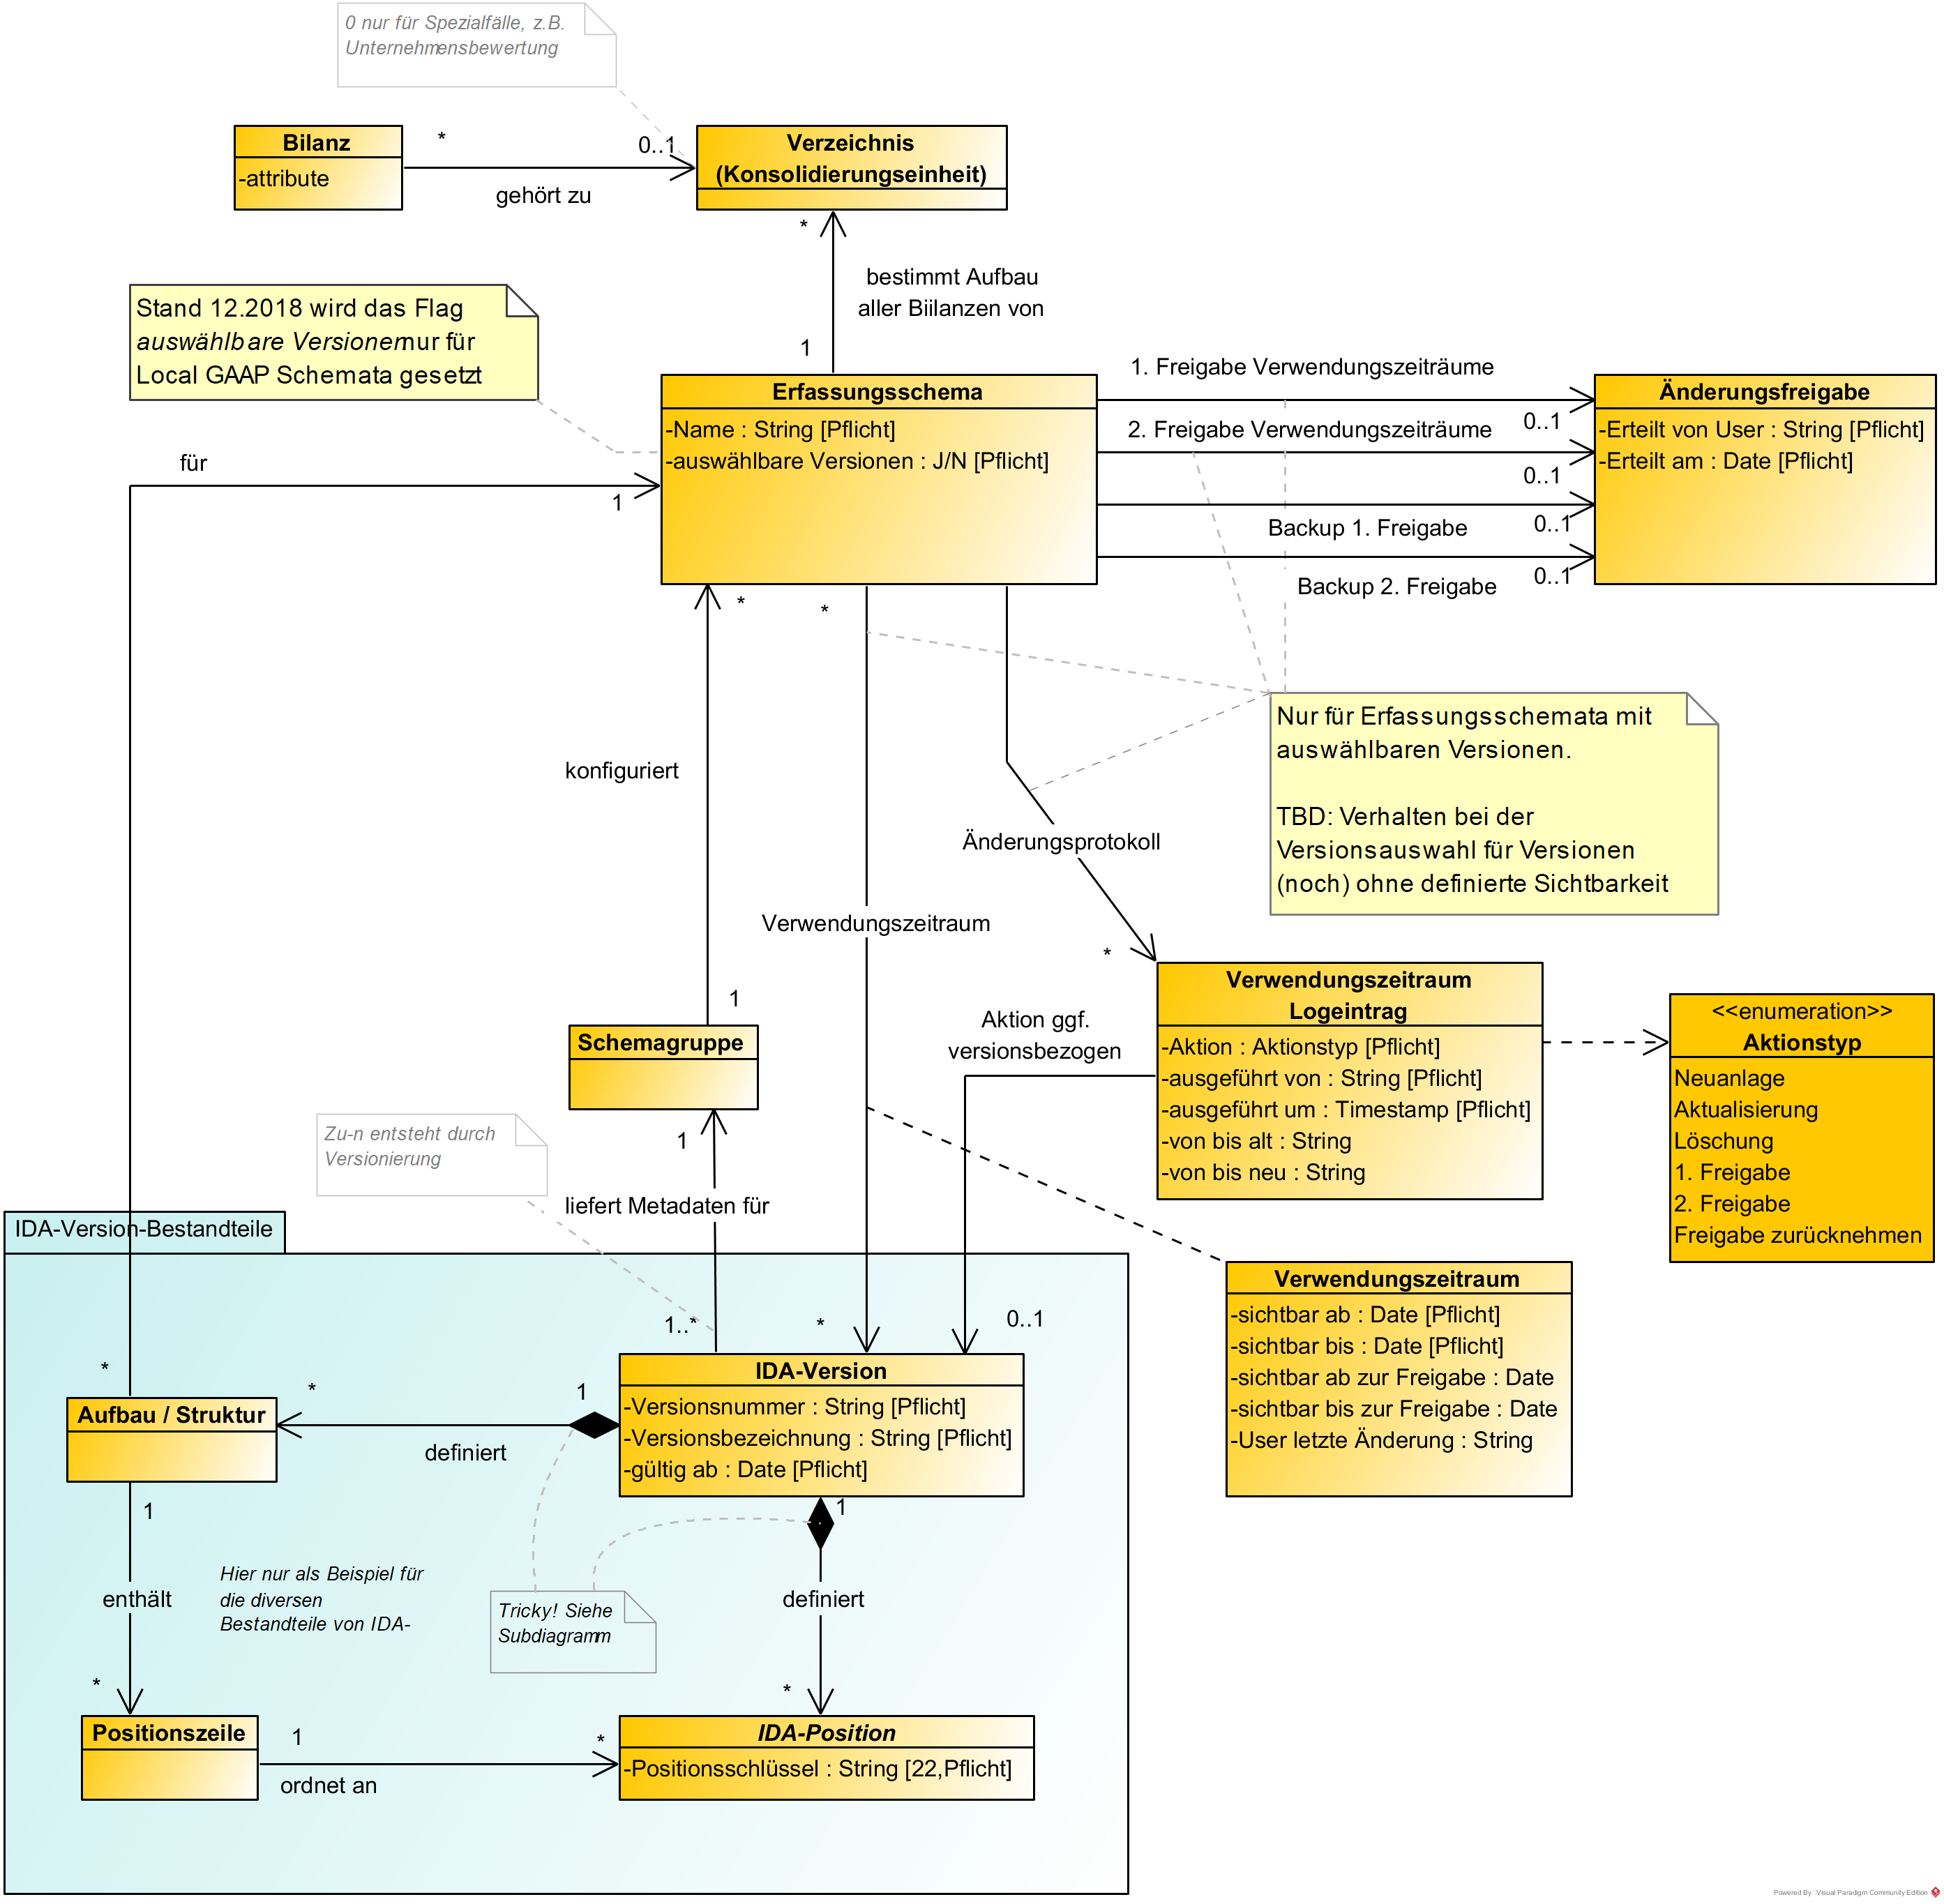 0 nur für Spezialfälle, z.B.
Unternehmensbewertung
Bilanz
-attribute
*
0..1
gehört zu
Verzeichnis
(Konsolidierungseinheit)
*
bestimmt Aufbau
aller Biilanzen von
1
Stand 12.2018 wird das Flag
auswählbare Versionen nur für
Local GAAP Schemata gesetzt
Erfassungsschema
-Name : String [Pflicht]
-auswählbare Versionen : J/N [Pflicht]
1. Freigabe Verwendungszeiträume
0..1
2. Freigabe Verwendungszeiträume
0..1
Backup 1. Freigabe
0..1
Backup 2. Freigabe
0..1
Änderungsfreigabe
-Erteilt von User : String [Pflicht]
-Erteilt am : Date [Pflicht]
für
1
*
*
Nur für Erfassungsschemata mit
auswählbaren Versionen.
TBD: Verhalten bei der
Versionsauswahl für Versionen
(noch) ohne definierte Sichtbarkeit
konfiguriert
Änderungsprotokoll
Verwendungszeitraum
*
1
Verwendungszeitraum
Logeintrag
-Aktion : Aktionstyp [Pflicht]
-ausgeführt von : String [Pflicht]
-ausgeführt um : Timestamp [Pflicht]
-von bis alt : String
-von bis neu : String
<<enumeration>>
Aktionstyp
Neuanlage
Aktualisierung
Löschung
1. Freigabe
2. Freigabe
Freigabe zurücknehmen
Aktion ggf.
versionsbezogen
Schemagruppe
1
Zu-n entsteht durch
Versionierung
liefert Metadaten für
IDA-Version-Bestandteile
1..*
*
0..1
Verwendungszeitraum
-sichtbar ab : Date [Pflicht]
-sichtbar bis : Date [Pflicht]
-sichtbar ab zur Freigabe : Date
-sichtbar bis zur Freigabe : Date
-User letzte Änderung : String
*
Aufbau / Struktur
*
1
definiert
IDA-Version
-Versionsnummer : String [Pflicht]
-Versionsbezeichnung : String [Pflicht]
-gültig ab : Date [Pflicht]
1
1
enthält
Hier nur als Beispiel für
die diversen
Bestandteile von IDA-
Tricky! Siehe
Subdiagramm
definiert
*
*
Positionszeile
1
*
ordnet an
IDA-Position
-Positionsschlüssel : String [22,Pflicht]
Powered By Visual Paradigm Community Edition